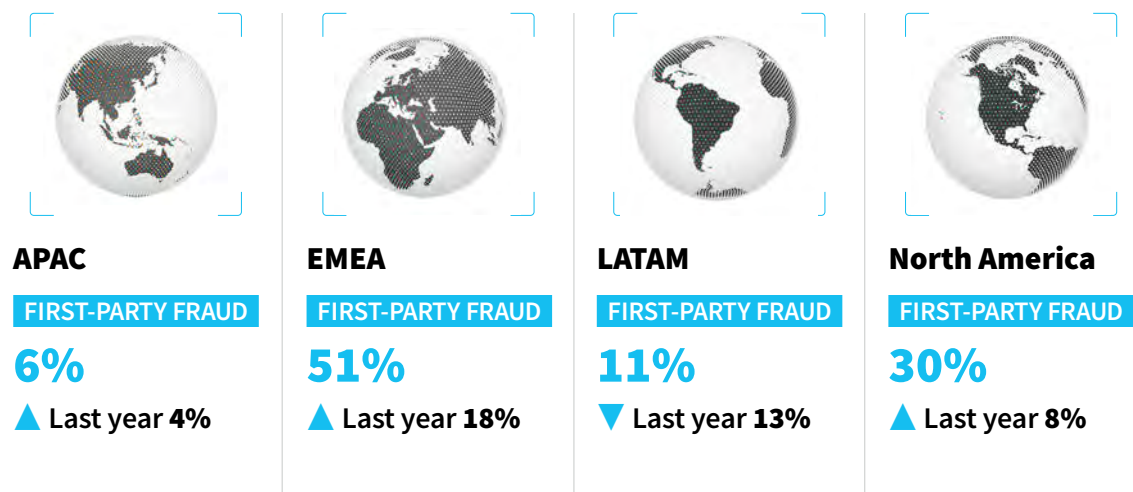 APAC
FIRST-PARTY FRAUD
6%
Last year 4%
EMEA
FIRST-PARTY FRAUD
51%
Last year 18%
LATAM
FIRST-PARTY FRAUD
11%
Last year 13%
North America
FIRST-PARTY FRAUD
30%
Last year 8%